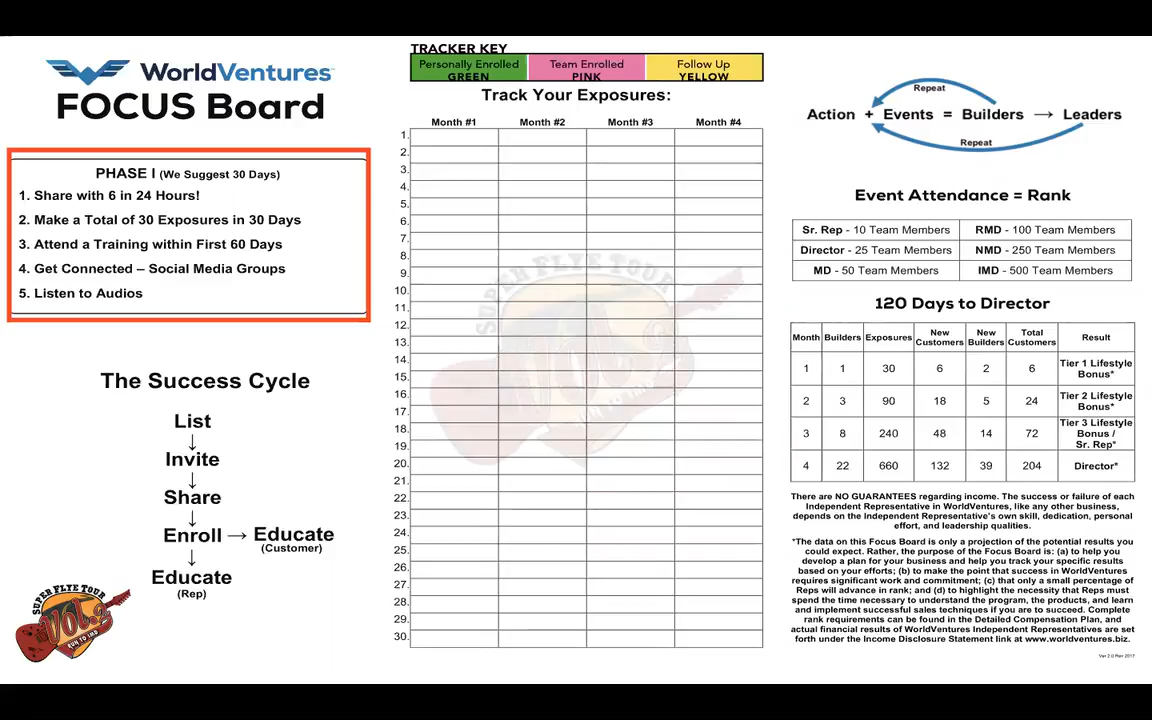 WorldVentures
FOCUS Board
PHASE I (We Suggest 30 Days)
1. Share with 6 in 24 Hours!
2. Make a Total of 30 Exposures in 30 Days
3. Attend a Training within First 60 Days
4. Get Connected – Social Media Groups
5. Listen to Audios
The Success Cycle
List
↓
Invite
↓
Share
↓
Enroll → Educate
(Customer)
↓
Educate
(Rep)
SUPER FLYE TOUR
VOL.2
RUN TO IMD
TRACKER KEY
Personally Enrolled Team Enrolled Follow Up
GREEN PINK YELLOW
Track Your Exposures:
Month #1 Month #2 Month #3 Month #4
1.
2.
3.
4.
5.
6.
7.
8.
9.
10.
11.
12.
13.
14.
15.
16.
17.
18.
19.
20.
21.
22.
23.
24.
25.
26.
27.
28.
29.
30.
SUPER FLYE TOUR
VOL.2
RUN TO IMD
Repeat
Action + Events = Builders → Leaders
Repeat
Event Attendance = Rank
Sr. Rep - 10 Team Members RMD - 100 Team Members
Director - 25 Team Members NMD - 250 Team Members
MD - 50 Team Members IMD - 500 Team Members
120 Days to Director
Month Builders Exposures New Customers New Builders Total Customers Result
1 1 30 6 2 6 Tier 1 Lifestyle Bonus*
2 3 90 18 5 24 Tier 2 Lifestyle Bonus*
3 8 240 48 14 72 Tier 3 Lifestyle Bonus / Sr. Rep*
4 22 660 132 39 204 Director*
There are NO GUARANTEES regarding income. The success or failure of each
Independent Representative in WorldVentures, like any other business,
depends on the Independent Representative's own skill, dedication, personal
effort, and leadership qualities.
*The data on this Focus Board is only a projection of the potential results you
could expect. Rather, the purpose of the Focus Board is: (a) to help you
develop a plan for your business and help you track your specific results
based on your efforts; (b) to make the point that success in WorldVentures
requires significant work and commitment; (c) that only a small percentage of
Reps will advance in rank; and (d) to highlight the necessity that Reps must
spend the time necessary to understand the program, the products, and learn
and implement successful sales techniques if you are to succeed. Complete
rank requirements can be found in the Detailed Compensation Plan, and
actual financial results of WorldVentures Independent Representatives are set
forth under the Income Disclosure Statement link at www.worldventures.biz.